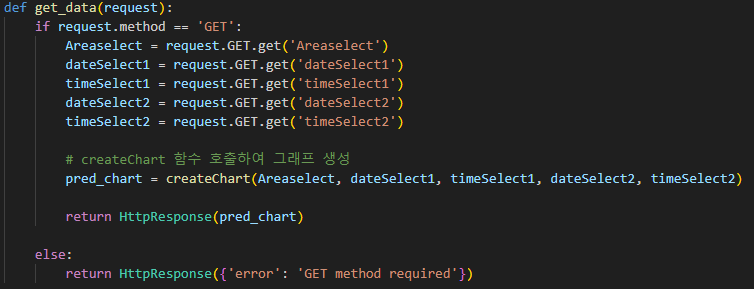 def get_data(request):
    if request.method == 'GET':
        Areaselect = request.GET.get('Areaselect')
        dateSelect1 = request.GET.get('dateSelect1')
        timeSelect1 = request.GET.get('timeSelect1')
        dateSelect2 = request.GET.get('dateSelect2')
        timeSelect2 = request.GET.get('timeSelect2')

        # createChart 함수 호출하여 그래프 생성
        pred_chart = createChart(Areaselect, dateSelect1, timeSelect1, dateSelect2, timeSelect2)

        return HttpResponse(pred_chart)

    else:
        return HttpResponse({'error': 'GET method required'})